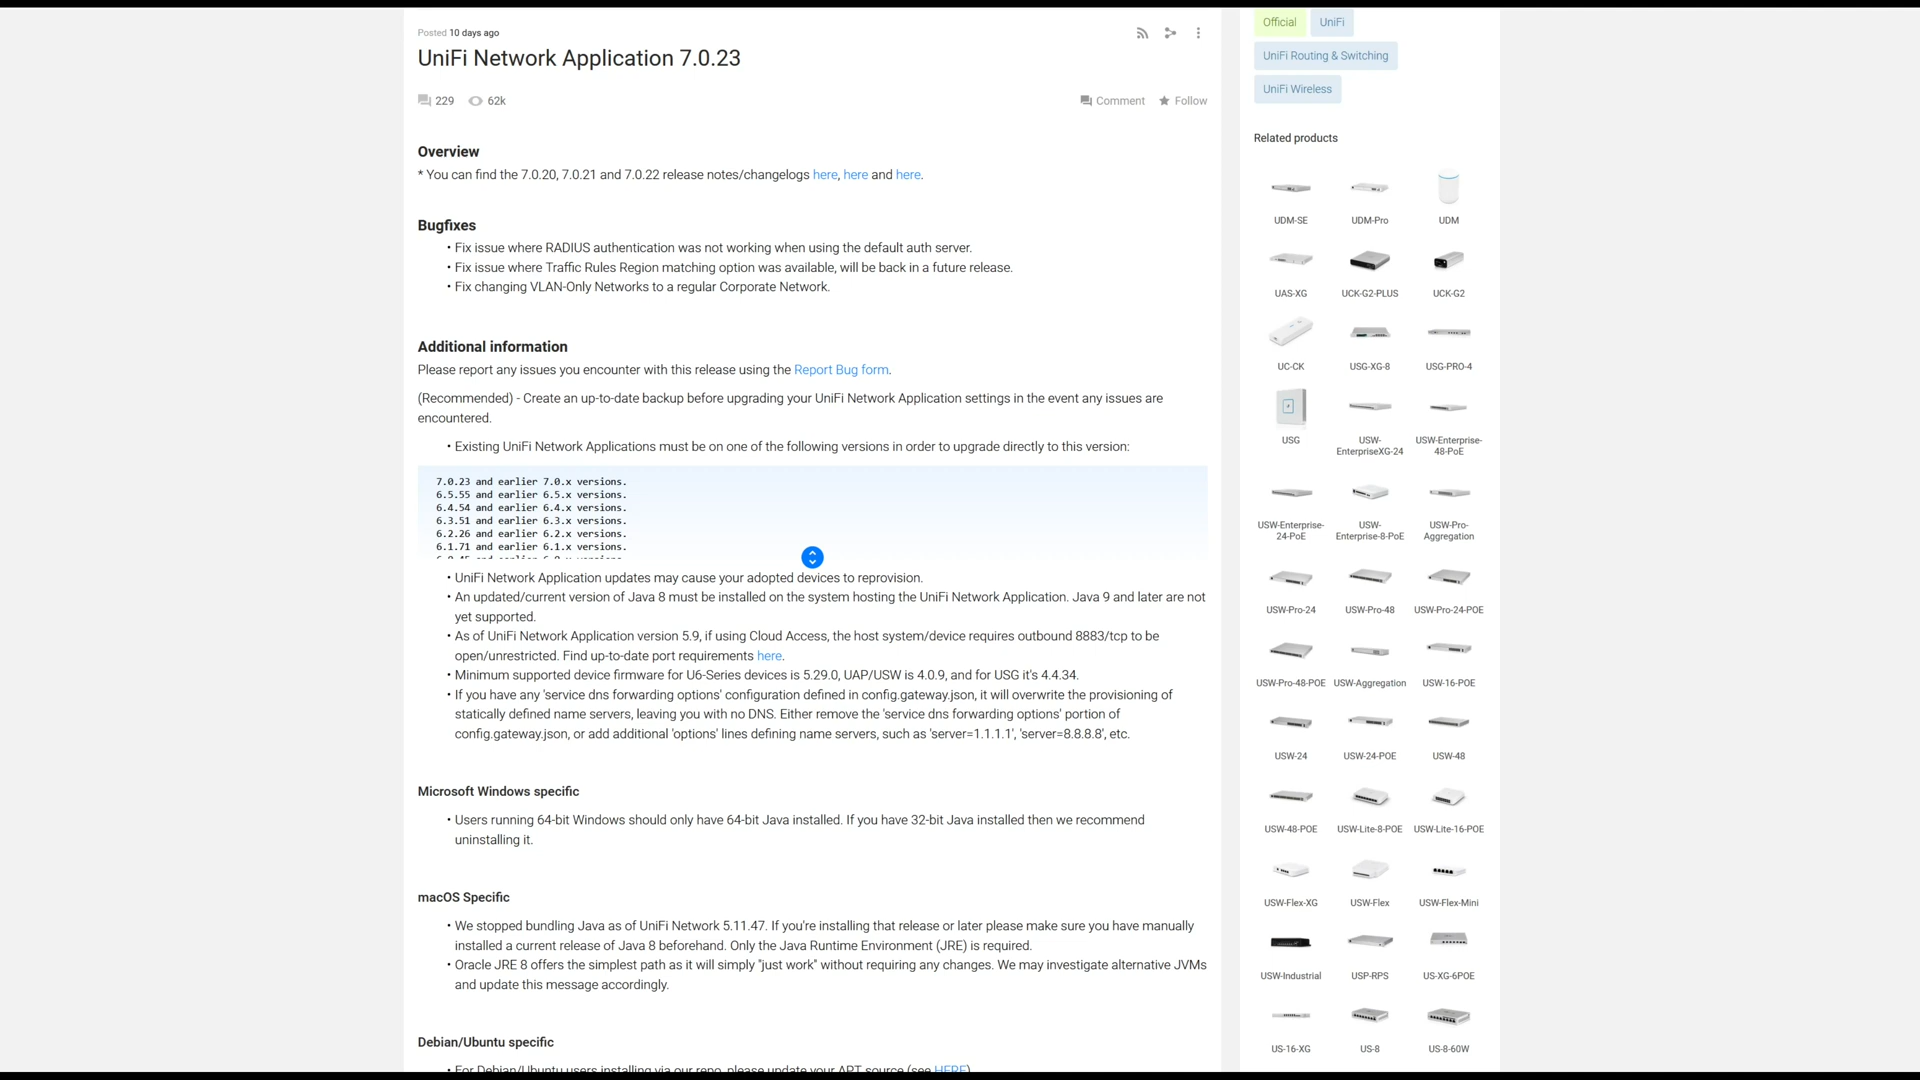 Posted 10 days ago
UniFi Network Application 7.0.23
229 62k
Comment Follow
Overview
* You can find the 7.0.20, 7.0.21 and 7.0.22 release notes/changelogs here, here and here.
Bugfixes
• Fix issue where RADIUS authentication was not working when using the default auth server.
• Fix issue where Traffic Rules Region matching option was available, will be back in a future release.
• Fix changing VLAN-Only Networks to a regular Corporate Network.
Additional information
Please report any issues you encounter with this release using the Report Bug form.
(Recommended) - Create an up-to-date backup before upgrading your UniFi Network Application settings in the event any issues are
encountered.
• Existing UniFi Network Applications must be on one of the following versions in order to upgrade directly to this version:
7.0.23 and earlier 7.0.x versions.
6.5.55 and earlier 6.5.x versions.
6.4.54 and earlier 6.4.x versions.
6.3.51 and earlier 6.3.x versions.
6.2.26 and earlier 6.2.x versions.
6.1.71 and earlier 6.1.x versions.
• UniFi Network Application updates may cause your adopted devices to reprovision.
• An updated/current version of Java 8 must be installed on the system hosting the UniFi Network Application. Java 9 and later are not
yet supported.
• As of UniFi Network Application version 5.9, if using Cloud Access, the host system/device requires outbound 8883/tcp to be
open/unrestricted. Find up-to-date port requirements here.
• Minimum supported device firmware for U6-Series devices is 5.29.0, UAP/USW is 4.0.9, and for USG it's 4.4.34.
• If you have any 'service dns forwarding options' configuration defined in config.gateway.json, it will overwrite the provisioning of
statically defined name servers, leaving you with no DNS. Either remove the 'service dns forwarding options' portion of
config.gateway.json, or add additional 'options' lines defining name servers, such as 'server=1.1.1.1', 'server=8.8.8.8', etc.
Microsoft Windows specific
• Users running 64-bit Windows should only have 64-bit Java installed. If you have 32-bit Java installed then we recommend
uninstalling it.
macOS Specific
• We stopped bundling Java as of UniFi Network 5.11.47. If you're installing that release or later please make sure you have manually
installed a current release of Java 8 beforehand. Only the Java Runtime Environment (JRE) is required.
• Oracle JRE 8 offers the simplest path as it will simply "just work" without requiring any changes. We may investigate alternative JVMs
and update this message accordingly.
Debian/Ubuntu specific
• For Debian/Ubuntu users installing via our repo, please update your APT source (see HERE)
Official UniFi
UniFi Routing & Switching
UniFi Wireless
Related products
UDM-SE UDM-Pro UDM
UAS-XG UCK-G2-PLUS UCK-G2
UC-CK USG-XG-8 USG-PRO-4
USG USW- USW-Enterprise-
EnterpriseXG-24 48-PoE
USW-Enterprise- USW- USW-Pro-
24-PoE Enterprise-8-PoE Aggregation
USW-Pro-24 USW-Pro-48 USW-Pro-24-POE
USW-Pro-48-POE USW-Aggregation USW-16-POE
USW-24 USW-24-POE USW-48
USW-48-POE USW-Lite-8-POE USW-Lite-16-POE
USW-Flex-XG USW-Flex USW-Flex-Mini
USW-Industrial USP-RPS US-XG-6POE
US-16-XG US-8 US-8-60W